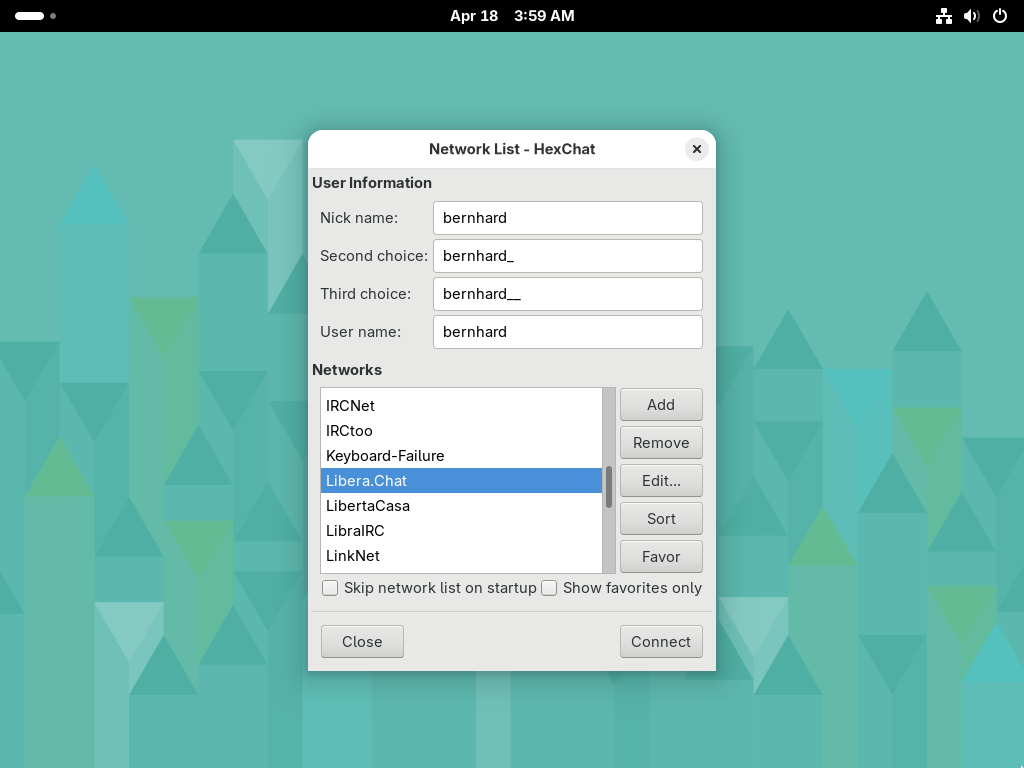 Apr 18 3:59 AM
Network List - HexChat
User Information
Nick name: bernhard
Second choice: bernhard_
Third choice: bernhard__
User name: bernhard
Networks
IRCNet
IRCtoo
Keyboard-Failure
Libera.Chat
LibertaCasa
LibraIRC
LinkNet
Add
Remove
Edit...
Sort
Favor
Skip network list on startup Show favorites only
Close Connect